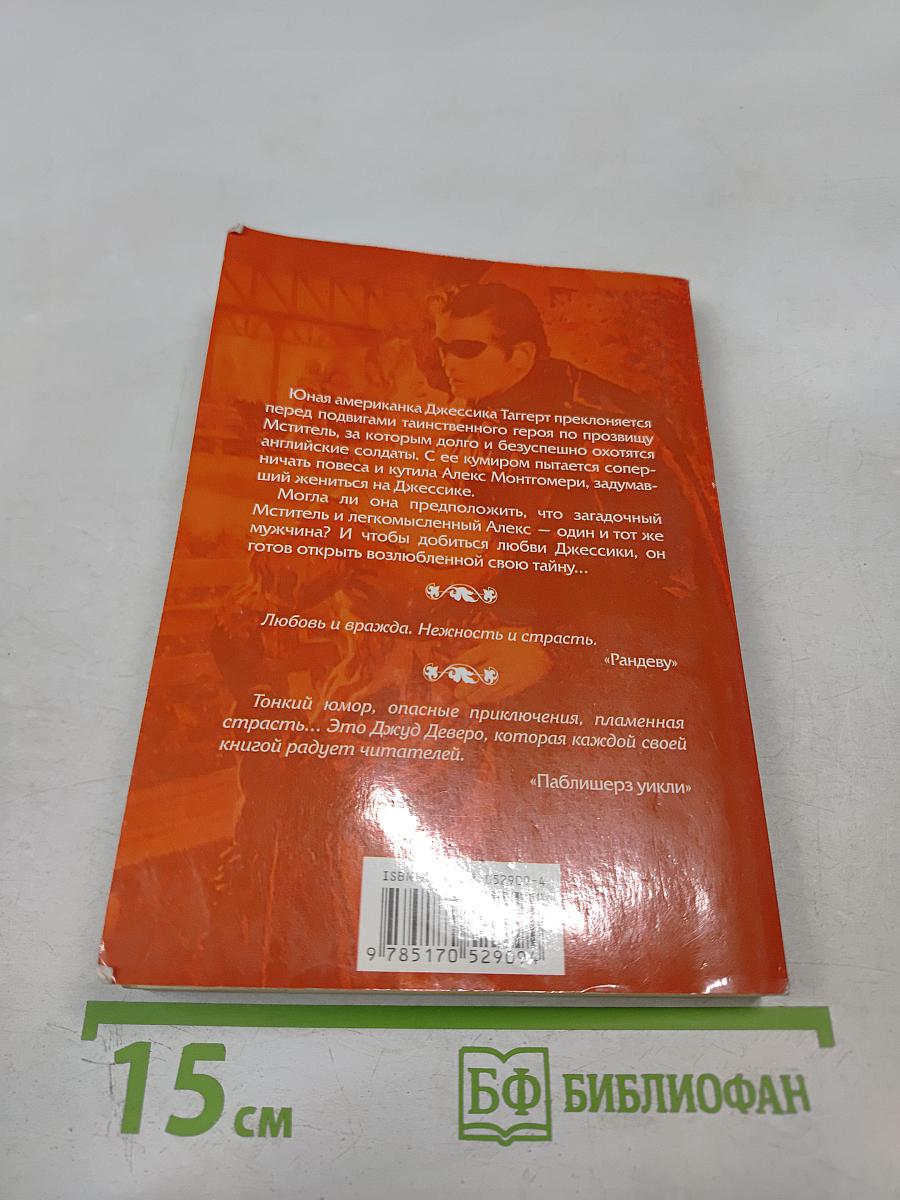 Юная американка Джессика Таггерт преклоняется
перед подвигами таинственного героя по прозвищу
Мститель, за которым долго и безуспешно охотятся
английские солдаты. С ее кумиром пытается сопер-
ничать повеса и кутила Алекс Монтгомери, задумав-
ший жениться на Джессике.
Могла ли она предположить, что загадочный
Мститель и легкомысленный Алекс — один и тот же
мужчина? И чтобы добиться любви Джессики, он
готов открыть возлюбленной свою тайну...
Любовь и вражда. Нежность и страсть.
«Рандеву»
Тонкий юмор, опасные приключения, пламенная
страсть... Это Джуд Деверо, которая каждой своей
книгой радует читателей.
«Паблишерз уикли»
ISBN 52900-4
9 785170 529004
15 см
БФ БИБЛИОФАН